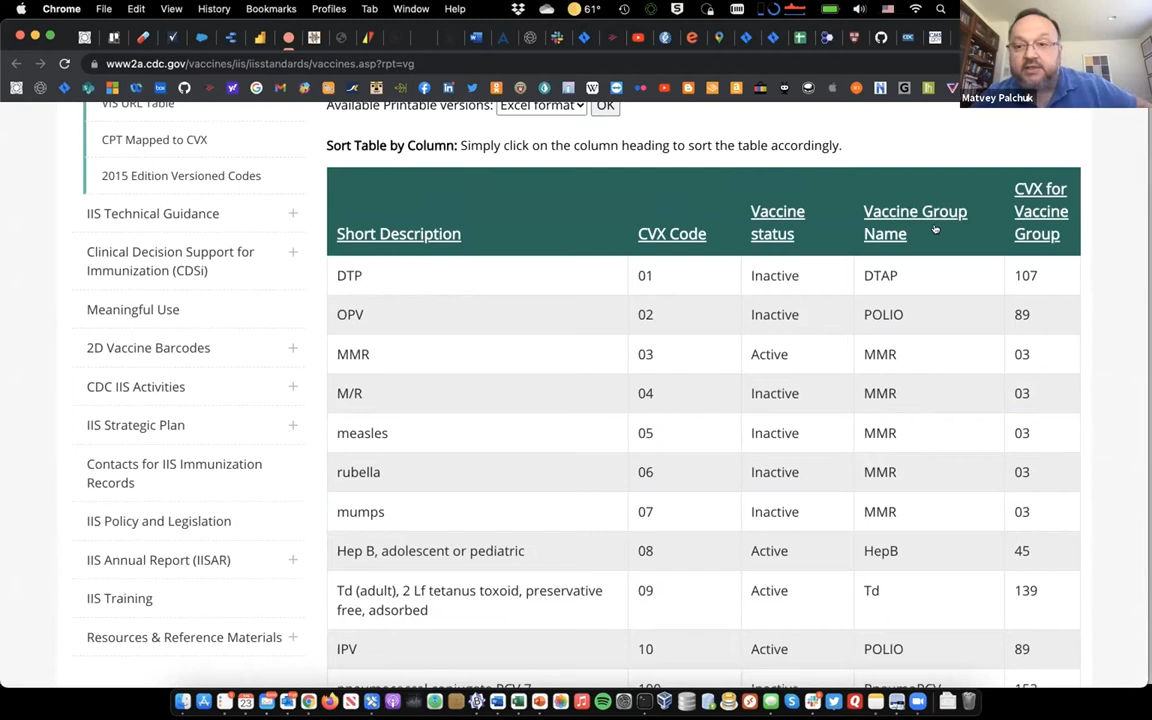 Chrome File Edit View History Bookmarks Profiles Tab Window Help 61°
www2a.cdc.gov/vaccines/iis/iisstandards/vaccines.asp?rpt=vg
Matvey Palchuk
VIS URL Table
CPT Mapped to CVX
2015 Edition Versioned Codes
IIS Technical Guidance +
Clinical Decision Support for +
Immunization (CDSi)
Meaningful Use
2D Vaccine Barcodes +
CDC IIS Activities +
IIS Strategic Plan +
Contacts for IIS Immunization
Records
IIS Policy and Legislation
IIS Annual Report (IISAR) +
IIS Training
Resources & Reference Materials +
Available Printable versions: Excel format OK
Sort Table by Column: Simply click on the column heading to sort the table accordingly.
Short Description
CVX Code
Vaccine
status
Vaccine Group
Name
CVX for
Vaccine
Group
DTP 01 Inactive DTAP 107
OPV 02 Inactive POLIO 89
MMR 03 Active MMR 03
M/R 04 Inactive MMR 03
measles 05 Inactive MMR 03
rubella 06 Inactive MMR 03
mumps 07 Inactive MMR 03
Hep B, adolescent or pediatric 08 Active HepB 45
Td (adult), 2 Lf tetanus toxoid, preservative 09 Active Td 139
free, adsorbed
IPV 10 Active POLIO 89